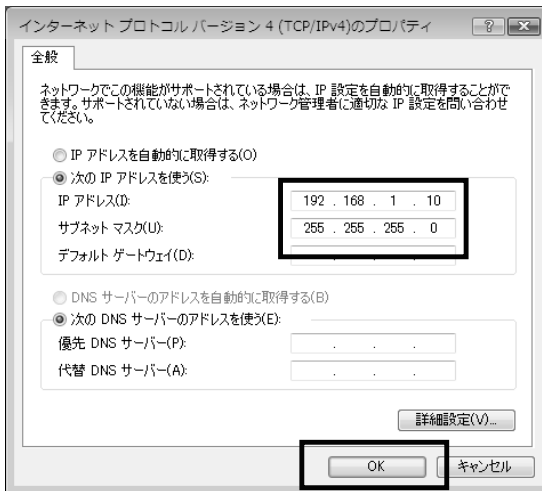 インターネット プロトコル バージョン 4 (TCP/IPv4)のプロパティ
全般
ネットワークでこの機能がサポートされている場合は、IP 設定を自動的に取得することがで
きます。サポートされていない場合は、ネットワーク管理者に適切な IP 設定を問い合わせ
てください。
IP アドレスを自動的に取得する(O)
次の IP アドレスを使う(S):
IP アドレス(I): 192 . 168 . 1 . 10
サブネット マスク(U): 255 . 255 . 255 . 0
デフォルト ゲートウェイ(D): . . .
DNS サーバーのアドレスを自動的に取得する(B)
次の DNS サーバーのアドレスを使う(E):
優先 DNS サーバー(P): . . .
代替 DNS サーバー(A): . . .
詳細設定(V)...
OK キャンセル